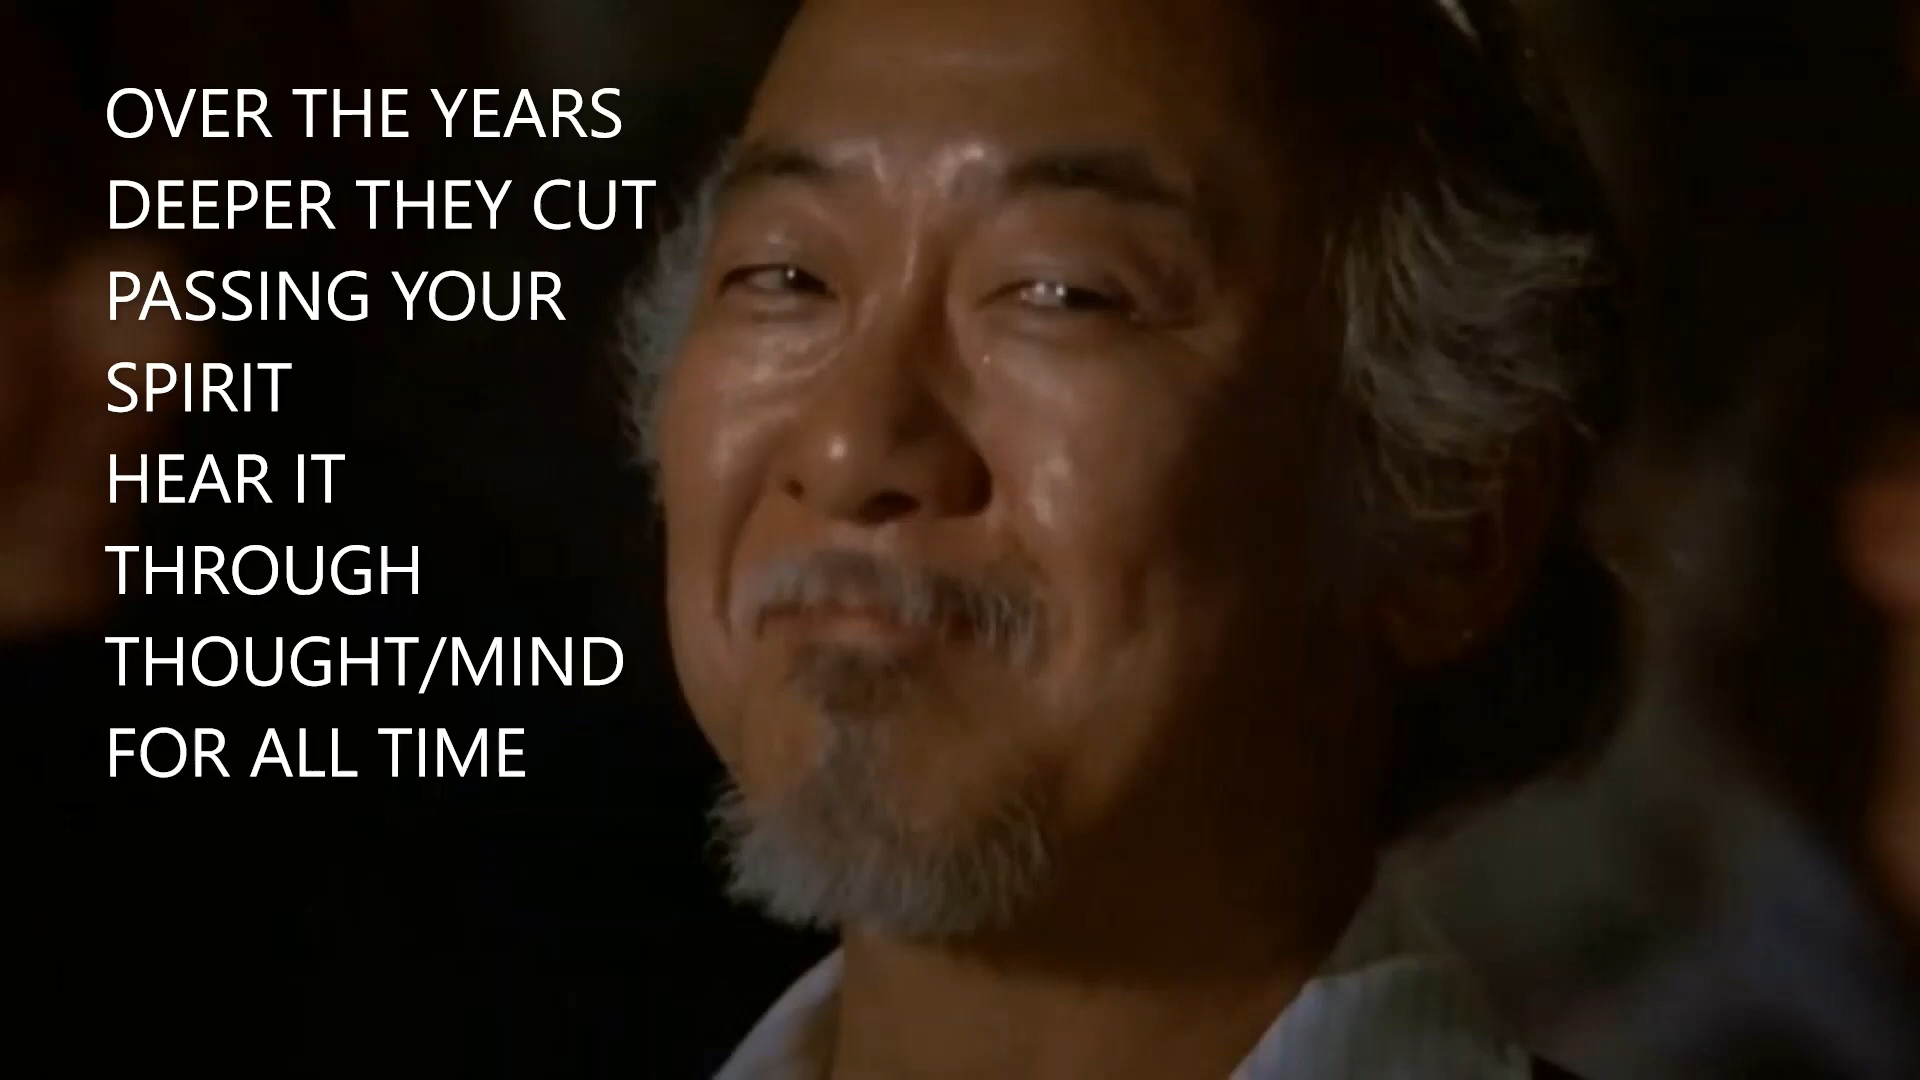 OVER THE YEARS
DEEPER THEY CUT
PASSING YOUR
SPIRIT
HEAR IT
THROUGH
THOUGHT/MIND
FOR ALL TIME